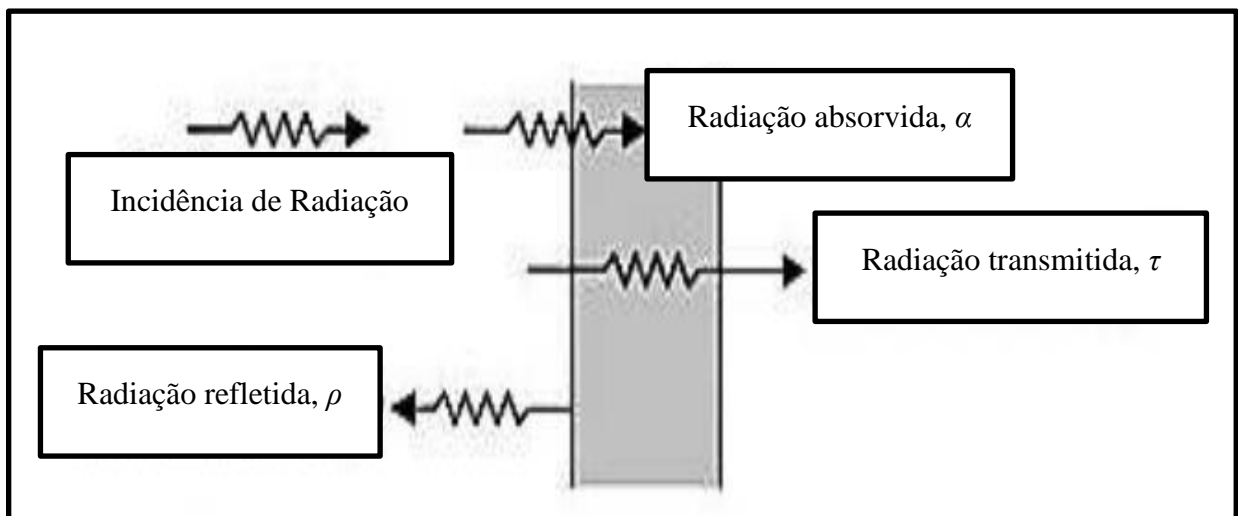 Radiação absorvida, α
Incidência de Radiação
Radiação transmitida, τ
Radiação refletida, ρ